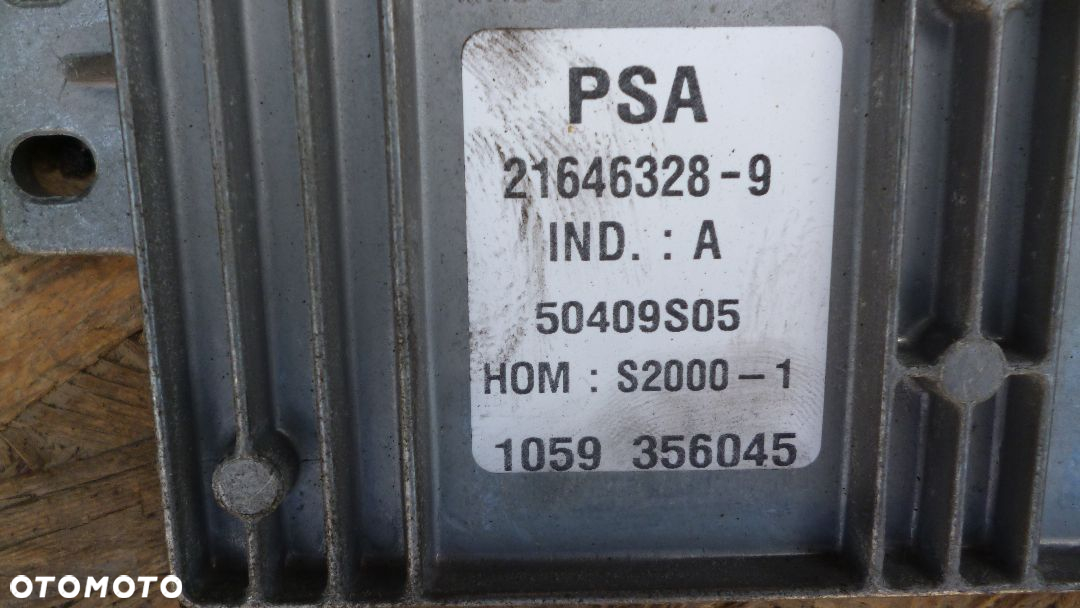 PSA
21646328-9
IND. : A
50409S05
HOM : S2000-1
1059 356045
OTOMOTO